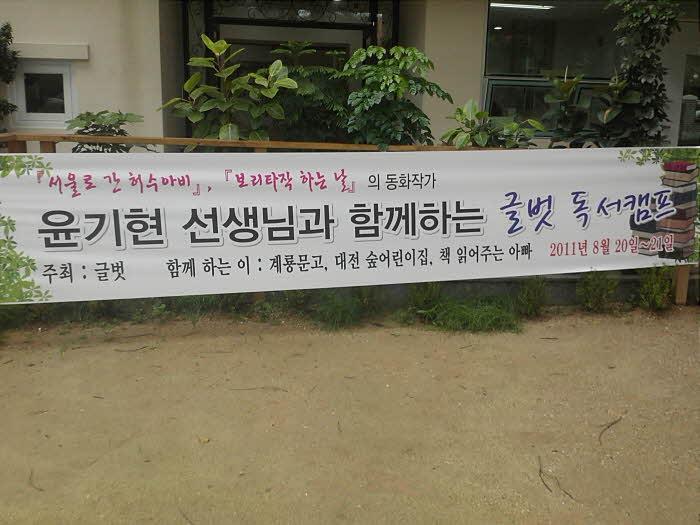 『서울로 간 허수아비』, 『보리타작 하는 날』의 동화작가
윤기현 선생님과 함께하는 글벗 독서캠프
주최 : 글벗 함께 하는 이 : 계룡문고, 대전 숲어린이집, 책 읽어주는 아빠 2011년 8월 20일~21일